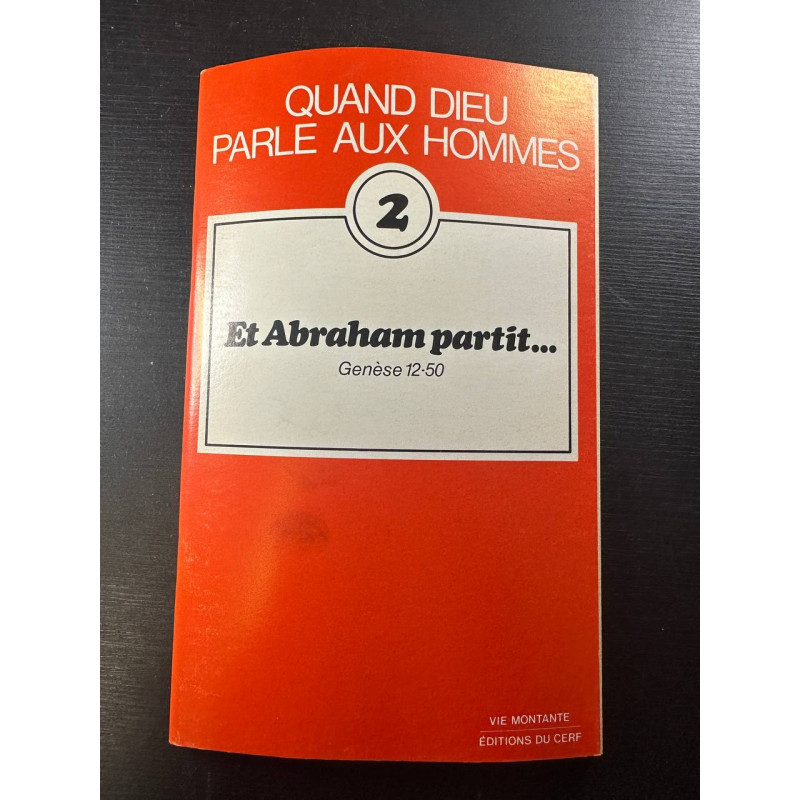 QUAND DIEU
PARLE AUX HOMMES
2
Et Abraham partit...
Genèse 12-50
VIE MONTANTE
ÉDITIONS DU CERF